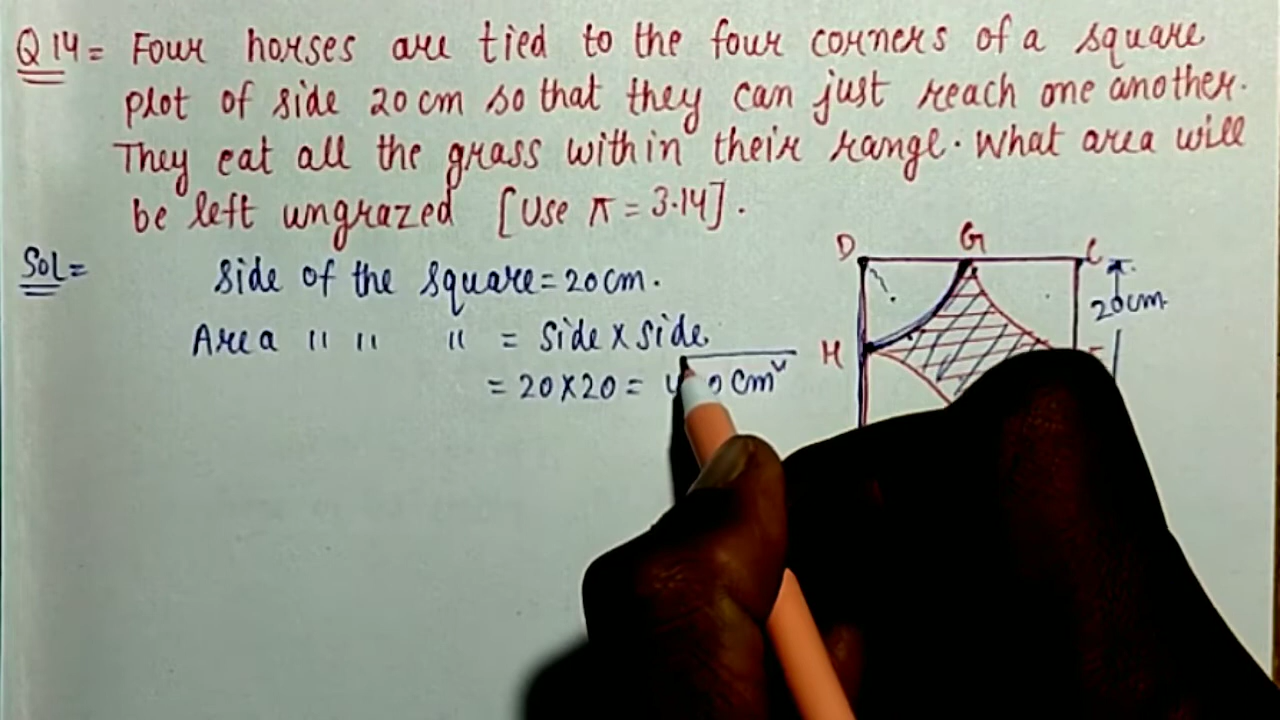 Q14= Four horses are tied to the four corners of a square
plot of side 20 cm so that they can just reach one another.
They eat all the grass within their range. What area will
be left ungrazed [Use π = 3.14].
Sol= Side of the square = 20cm.
Area " " " = Side x Side
= 20 x 20 = cm²
D G C
20cm
H